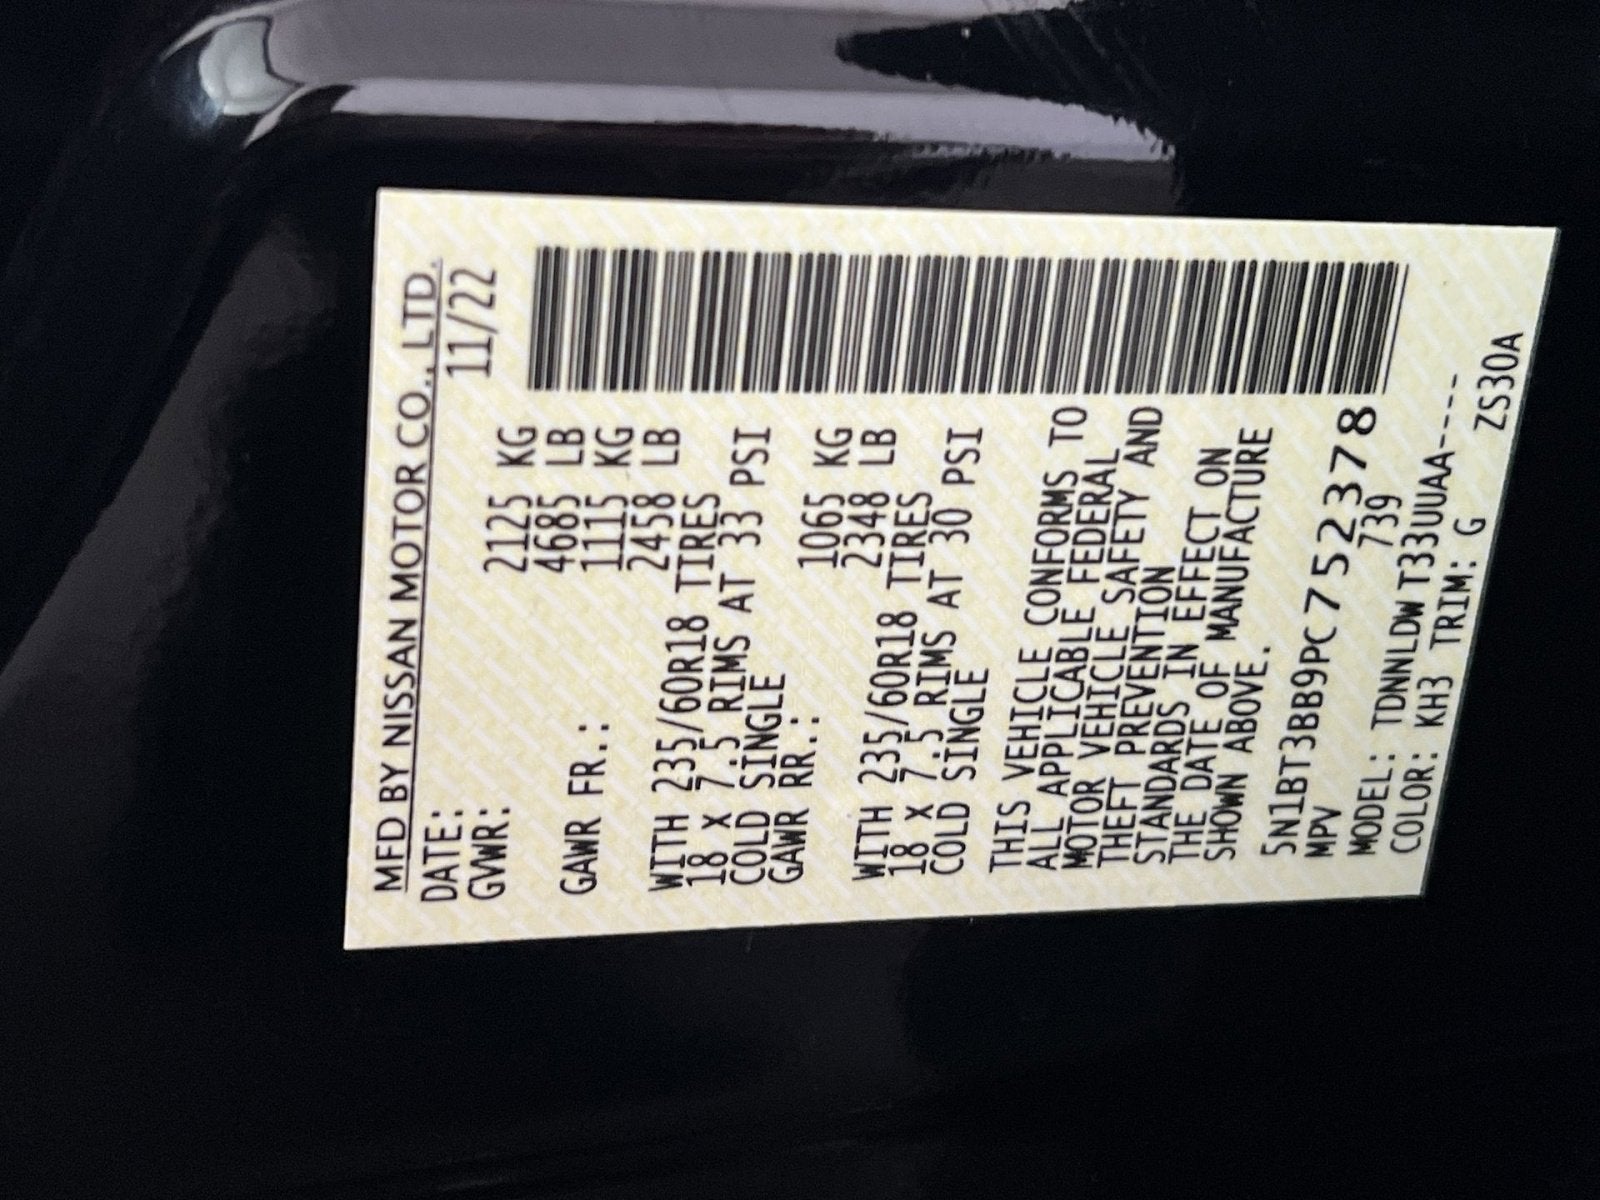 MFD BY NISSAN MOTOR CO., LTD.
DATE: 11/22
GVWR: 2125 KG
4685 LB
GAWR FR.: 1115 KG
2458 LB
WITH 235/60R18 TIRES
18 X 7.5 RIMS AT 33 PSI
COLD SINGLE
GAWR RR.: 1065 KG
2348 LB
WITH 235/60R18 TIRES
18 X 7.5 RIMS AT 30 PSI
COLD SINGLE
THIS VEHICLE CONFORMS TO
ALL APPLICABLE FEDERAL
MOTOR VEHICLE SAFETY AND
THEFT PREVENTION
STANDARDS IN EFFECT ON
THE DATE OF MANUFACTURE
SHOWN ABOVE.
5N1BT3BB9PC752378
MPV 739
MODEL: TDNNLDW T33UUAA-----
COLOR: KH3 TRIM: G
ZS30A